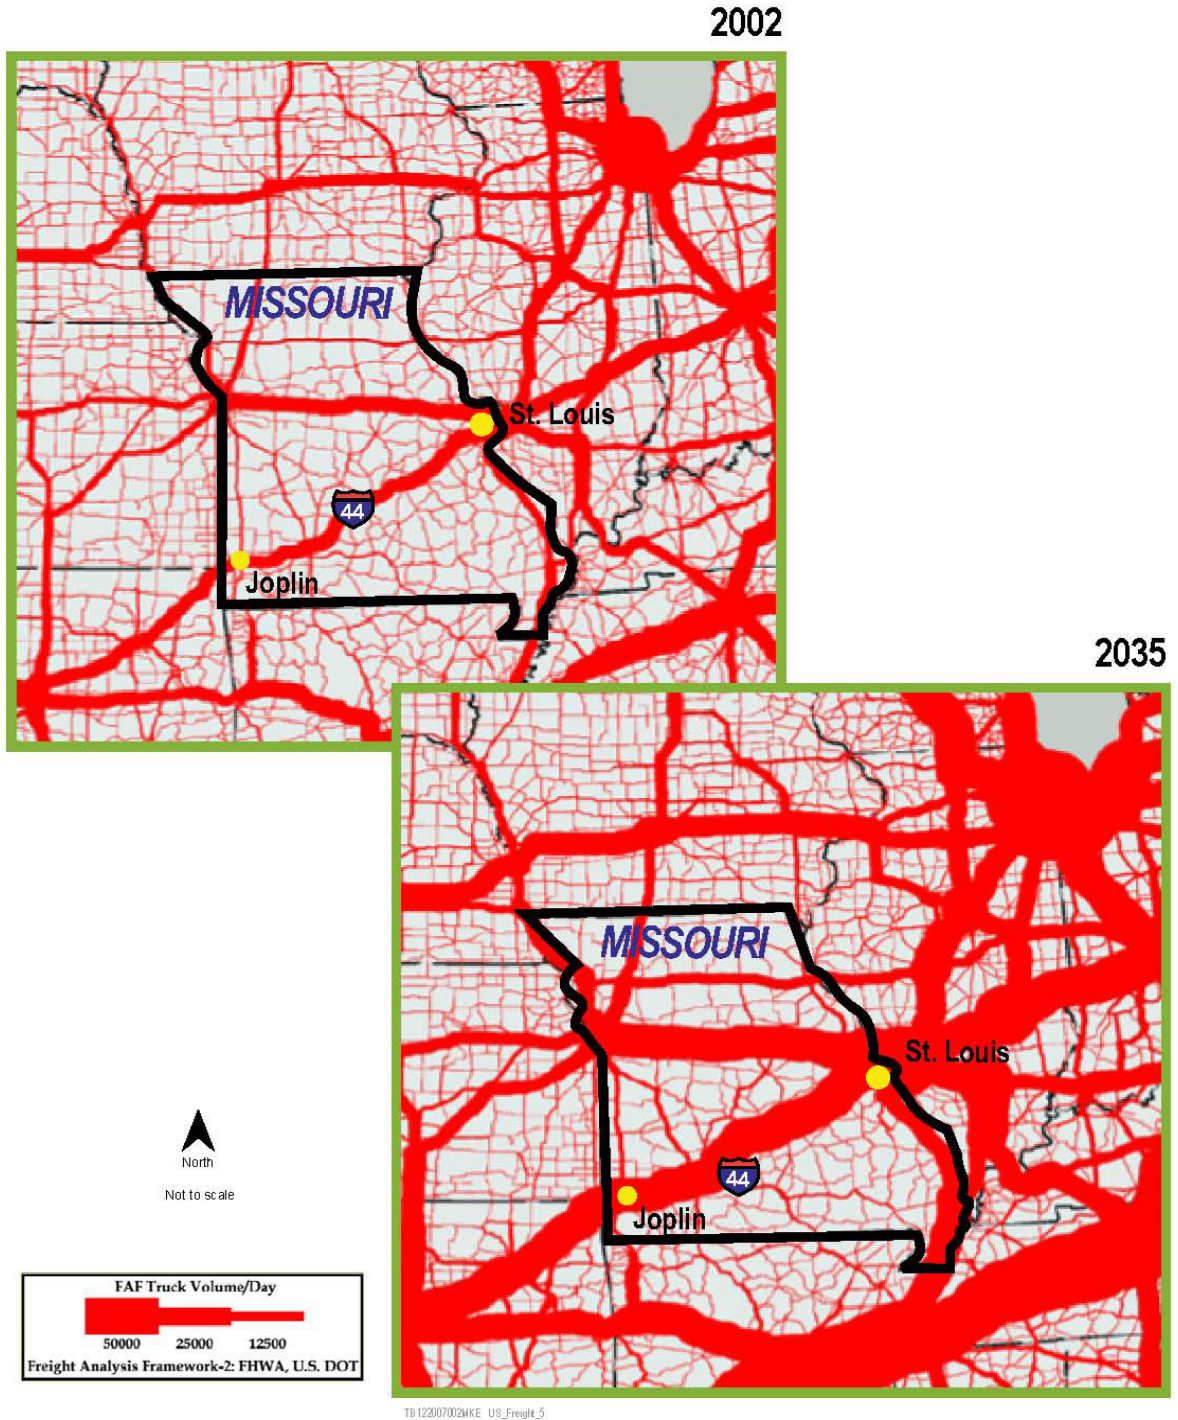 2002
MISSOURI
St. Louis
44
Joplin
2035
MISSOURI
St. Louis
44
Joplin
North
Not to scale
FAF Truck Volume/Day
50000 25000 12500
Freight Analysis Framework-2: FHWA, U.S. DOT
TB122007002MKE US_Freight_5